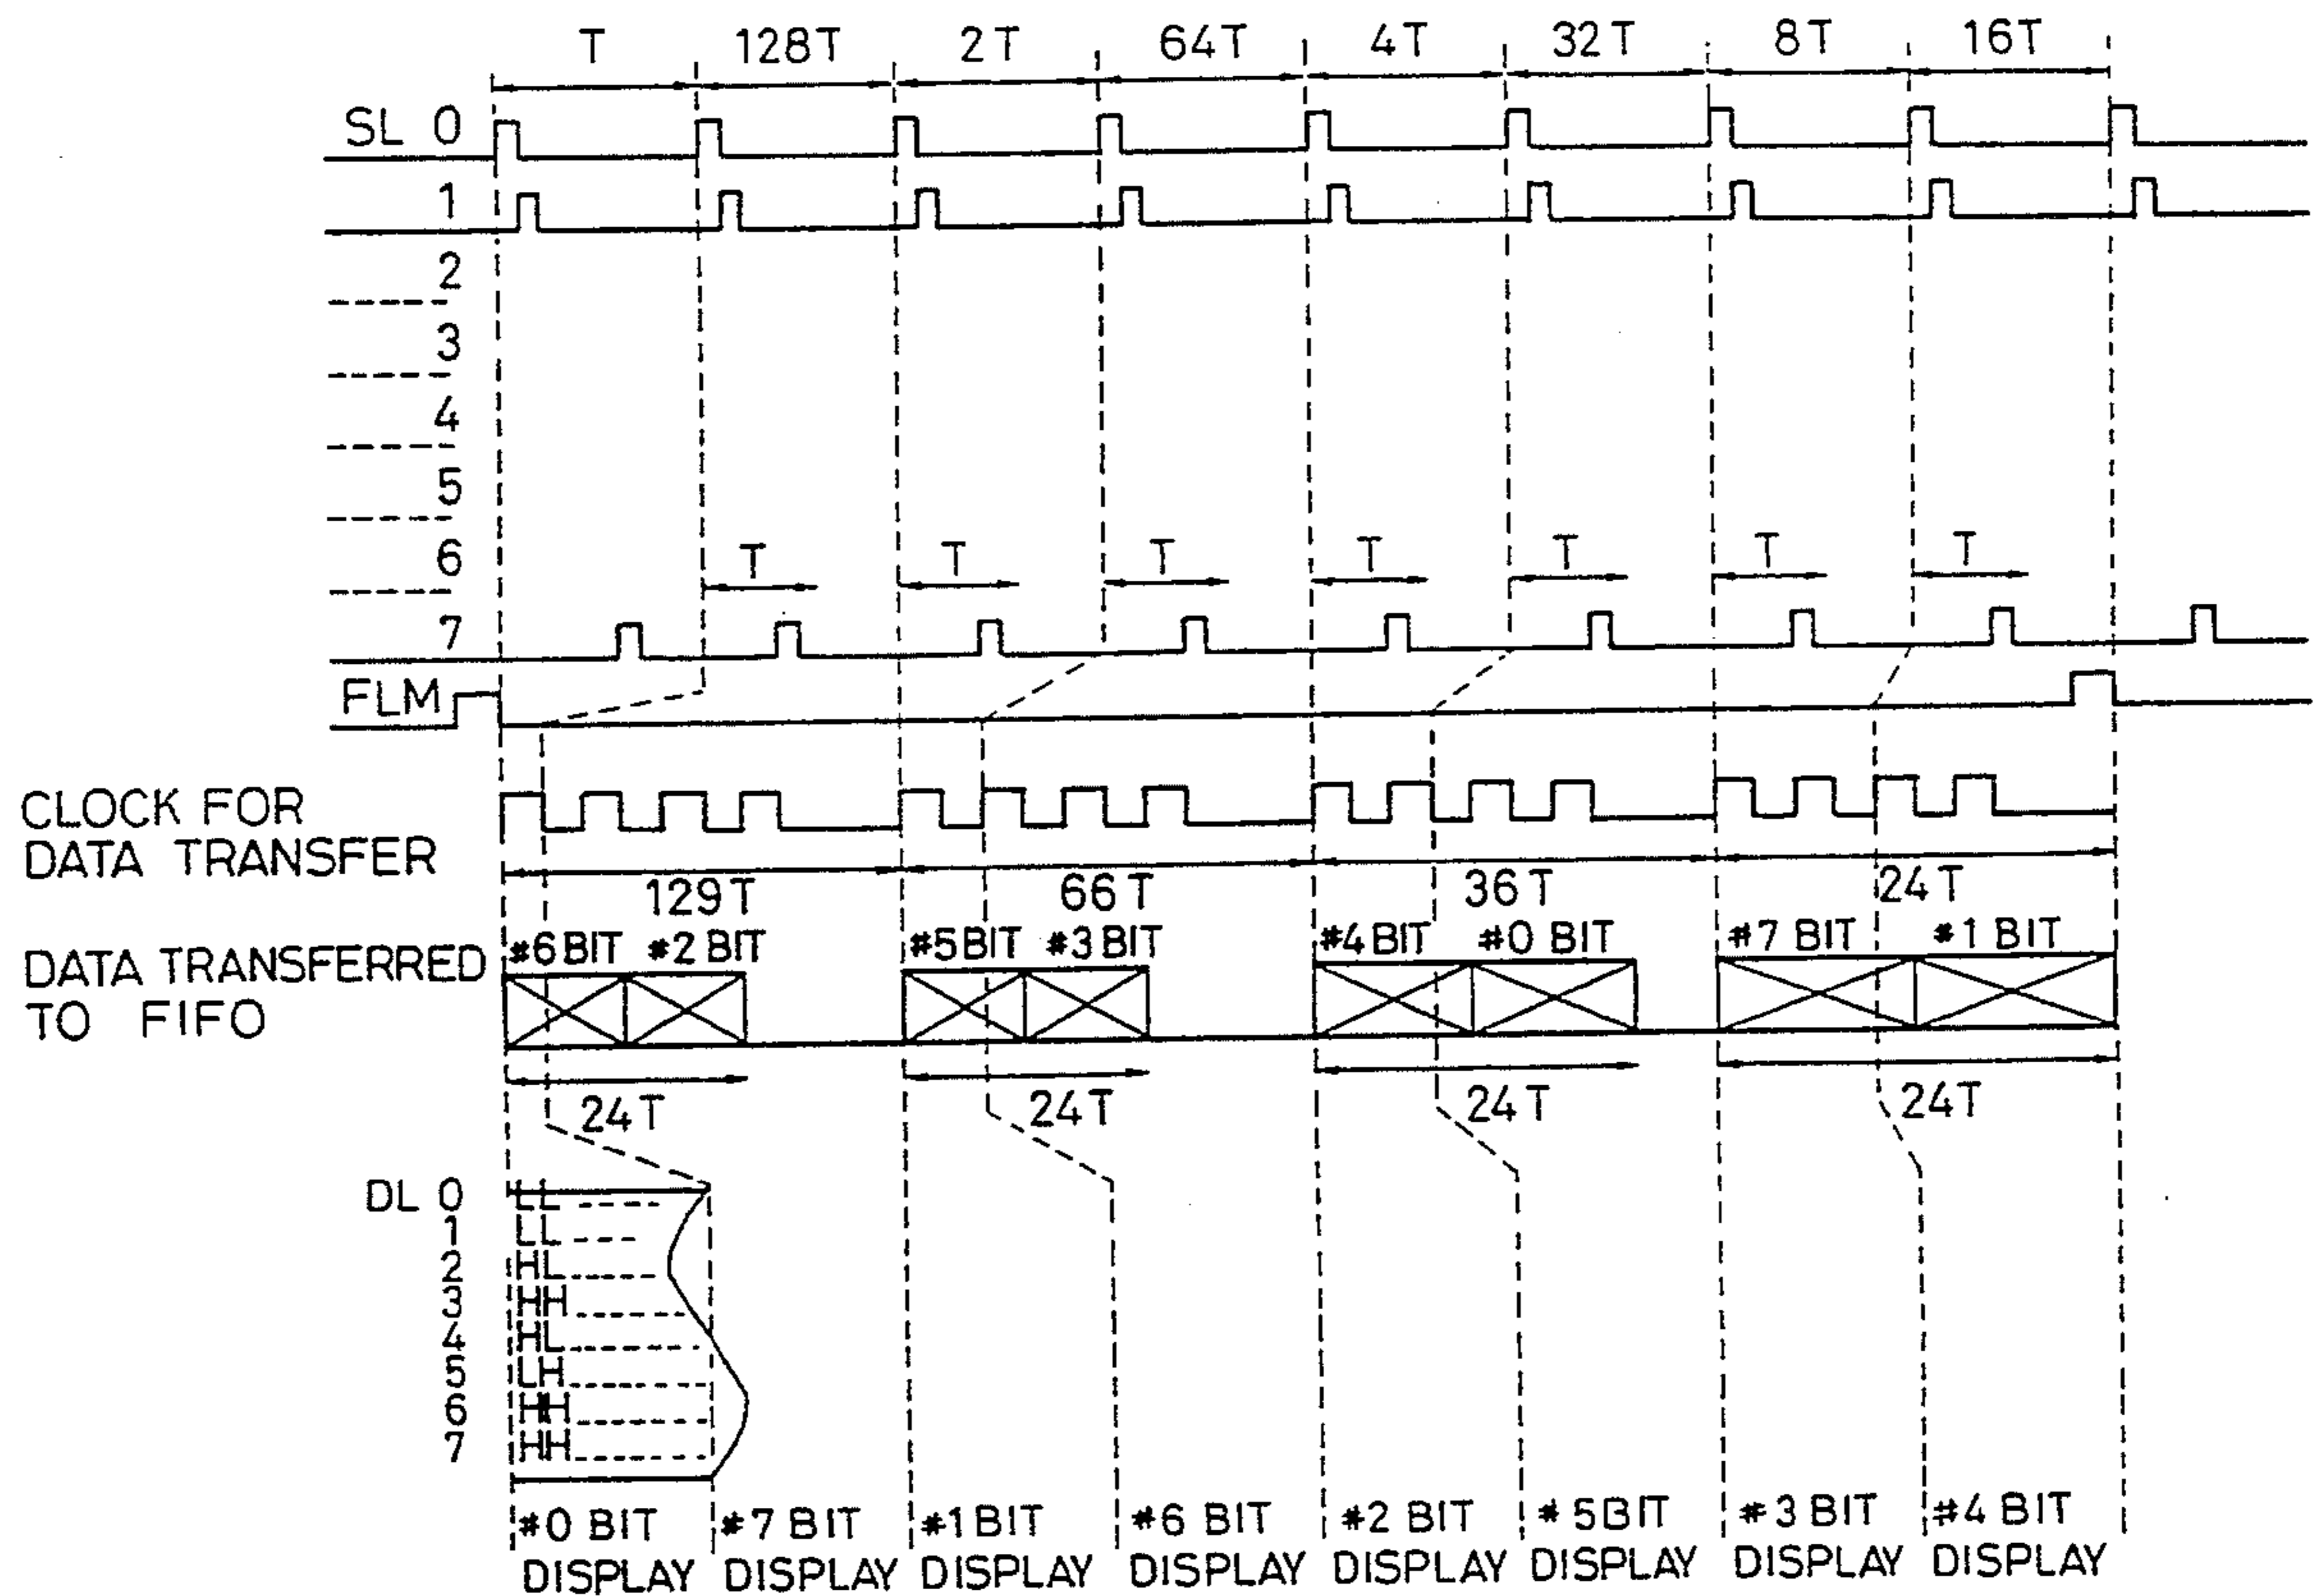 T 128T 2T 64T 4T 32T 8T 16T
SL 0
1
2
3
4
5
6 T T T T T T T
7
FLM
CLOCK FOR
DATA TRANSFER
129T 66T 36T 24T
#6 BIT #2 BIT #5 BIT #3 BIT #4 BIT #0 BIT #7 BIT #1 BIT
DATA TRANSFERRED
TO FIFO
24T 24T 24T 24T
DL 0 LL
1 LL
2 HL
3 HH
4 HL
5 LH
6 HH
7 HH
#0 BIT #7 BIT #1 BIT #6 BIT #2 BIT #5 BIT #3 BIT #4 BIT
DISPLAY DISPLAY DISPLAY DISPLAY DISPLAY DISPLAY DISPLAY DISPLAY